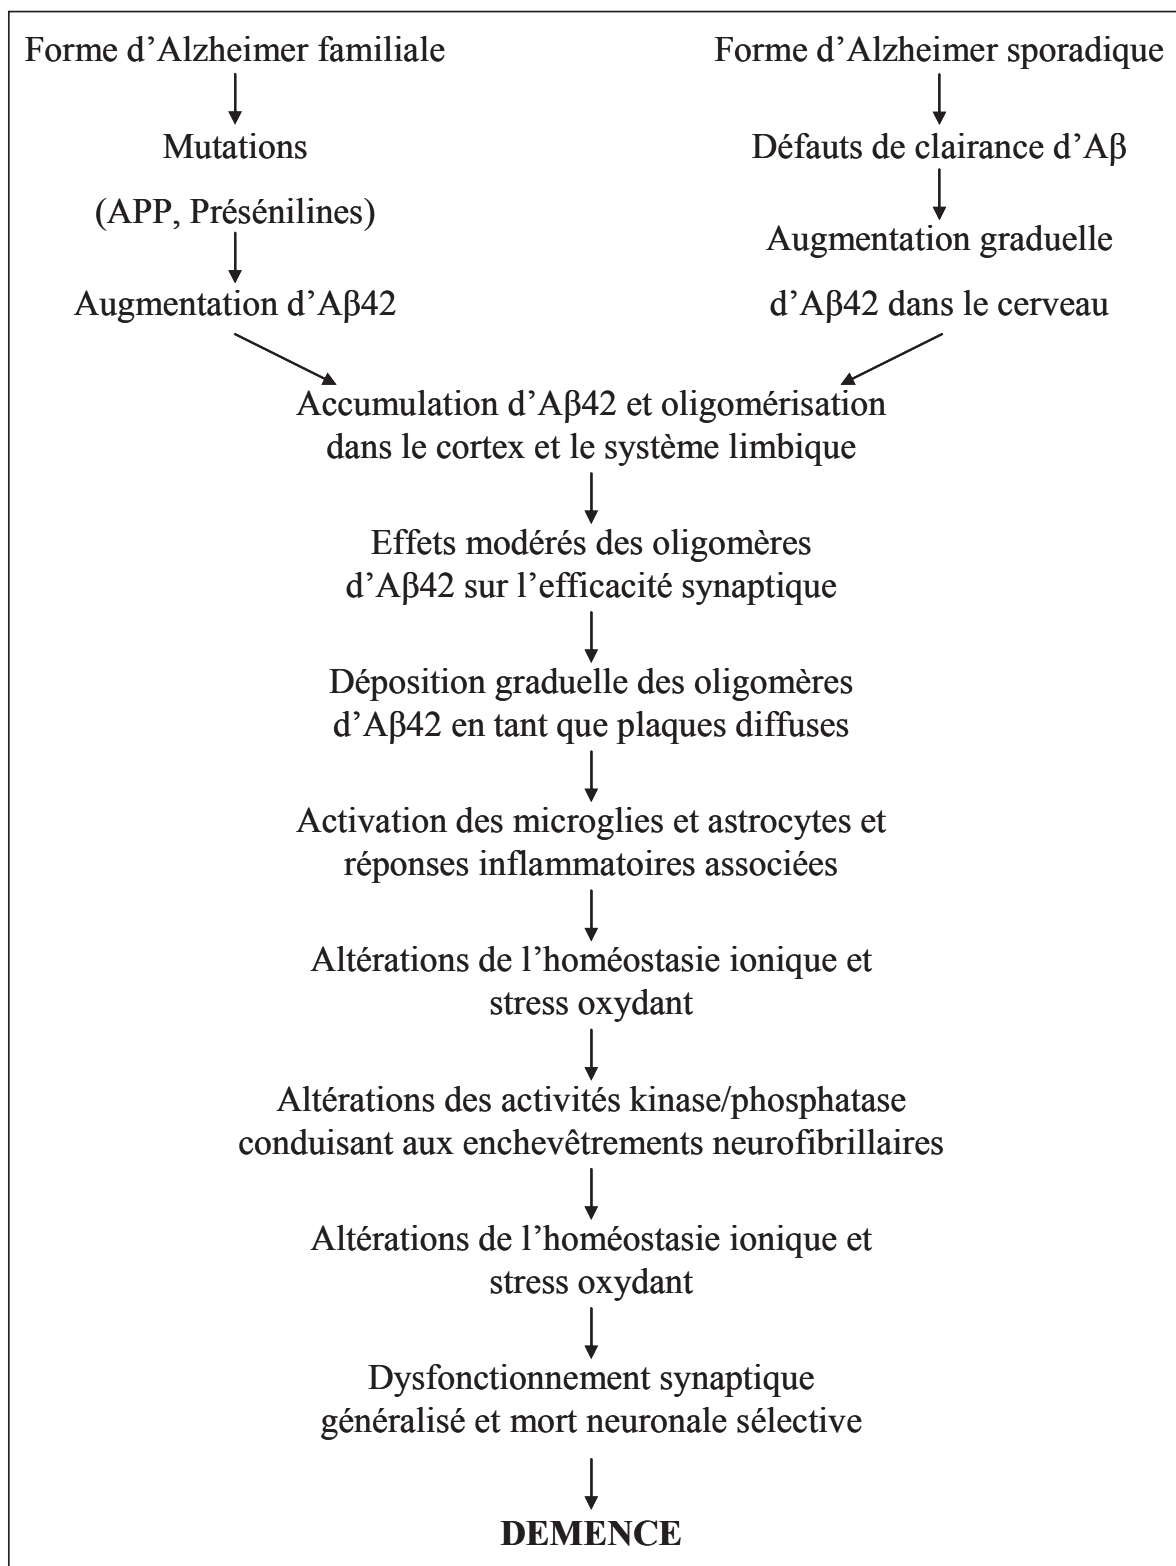 Forme d’Alzheimer familiale
Mutations
(APP, Présénilines)
Augmentation d’Aβ42
Forme d’Alzheimer sporadique
Défauts de clairance d’Aβ
Augmentation graduelle
d’Aβ42 dans le cerveau
Accumulation d’Aβ42 et oligomérisation
dans le cortex et le système limbique
Effets modérés des oligomères
d’Aβ42 sur l’efficacité synaptique
Déposition graduelle des oligomères
d’Aβ42 en tant que plaques diffuses
Activation des microglies et astrocytes et
réponses inflammatoires associées
Altérations de l’homéostasie ionique et
stress oxydant
Altérations des activités kinase/phosphatase
conduisant aux enchevêtrements neurofibrillaires
Altérations de l’homéostasie ionique et
stress oxydant
Dysfonctionnement synaptique
généralisé et mort neuronale sélective
DEMENCE